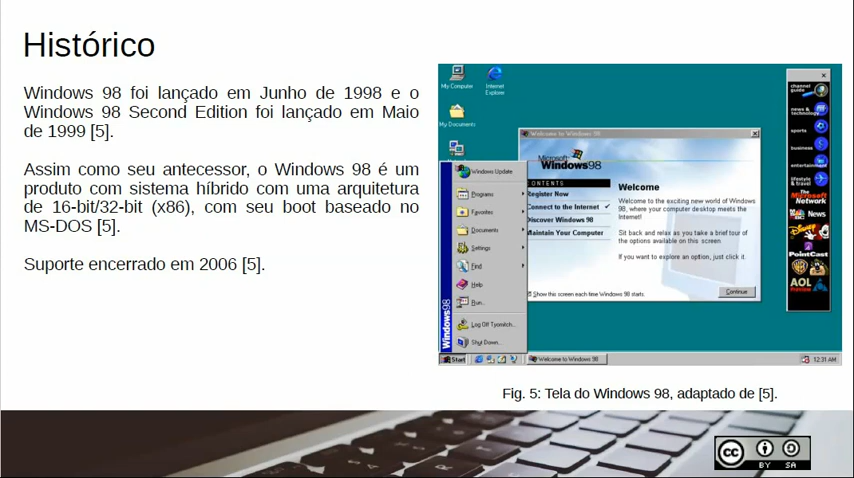 Histórico
Windows 98 foi lançado em Junho de 1998 e o
Windows 98 Second Edition foi lançado em Maio
de 1999 [5].
Assim como seu antecessor, o Windows 98 é um
produto com sistema híbrido com uma arquitetura
de 16-bit/32-bit (x86), com seu boot baseado no
MS-DOS [5].
Suporte encerrado em 2006 [5].
My Computer
Internet
Explorer
My Documents
Welcome to Windows 98
Microsoft
Windows98
CONTENTS
Register Now
Connect to the Internet
Discover Windows 98
Maintain Your Computer
Welcome
Welcome to the exciting new world of Windows
98, where your computer desktop meets the
Internet!
Sit back and relax as you take a brief tour of
the options available on this screen
If you want to explore an option, just click it.
Show this screen each time Windows 98 starts.
Continue
Windows Update
Programs
Favorites
Documents
Settings
Find
Help
Run...
Log Off
Shut Down...
Windows98
Start
Welcome to Windows 98
12:31 AM
channel
guide
news &
technology
sports
business
entertainment
lifestyle
& travel
The
Microsoft
Network
News
Disney
PointCast
WB
AOL
Preview
Fig. 5: Tela do Windows 98, adaptado de [5].
cc
BY SA